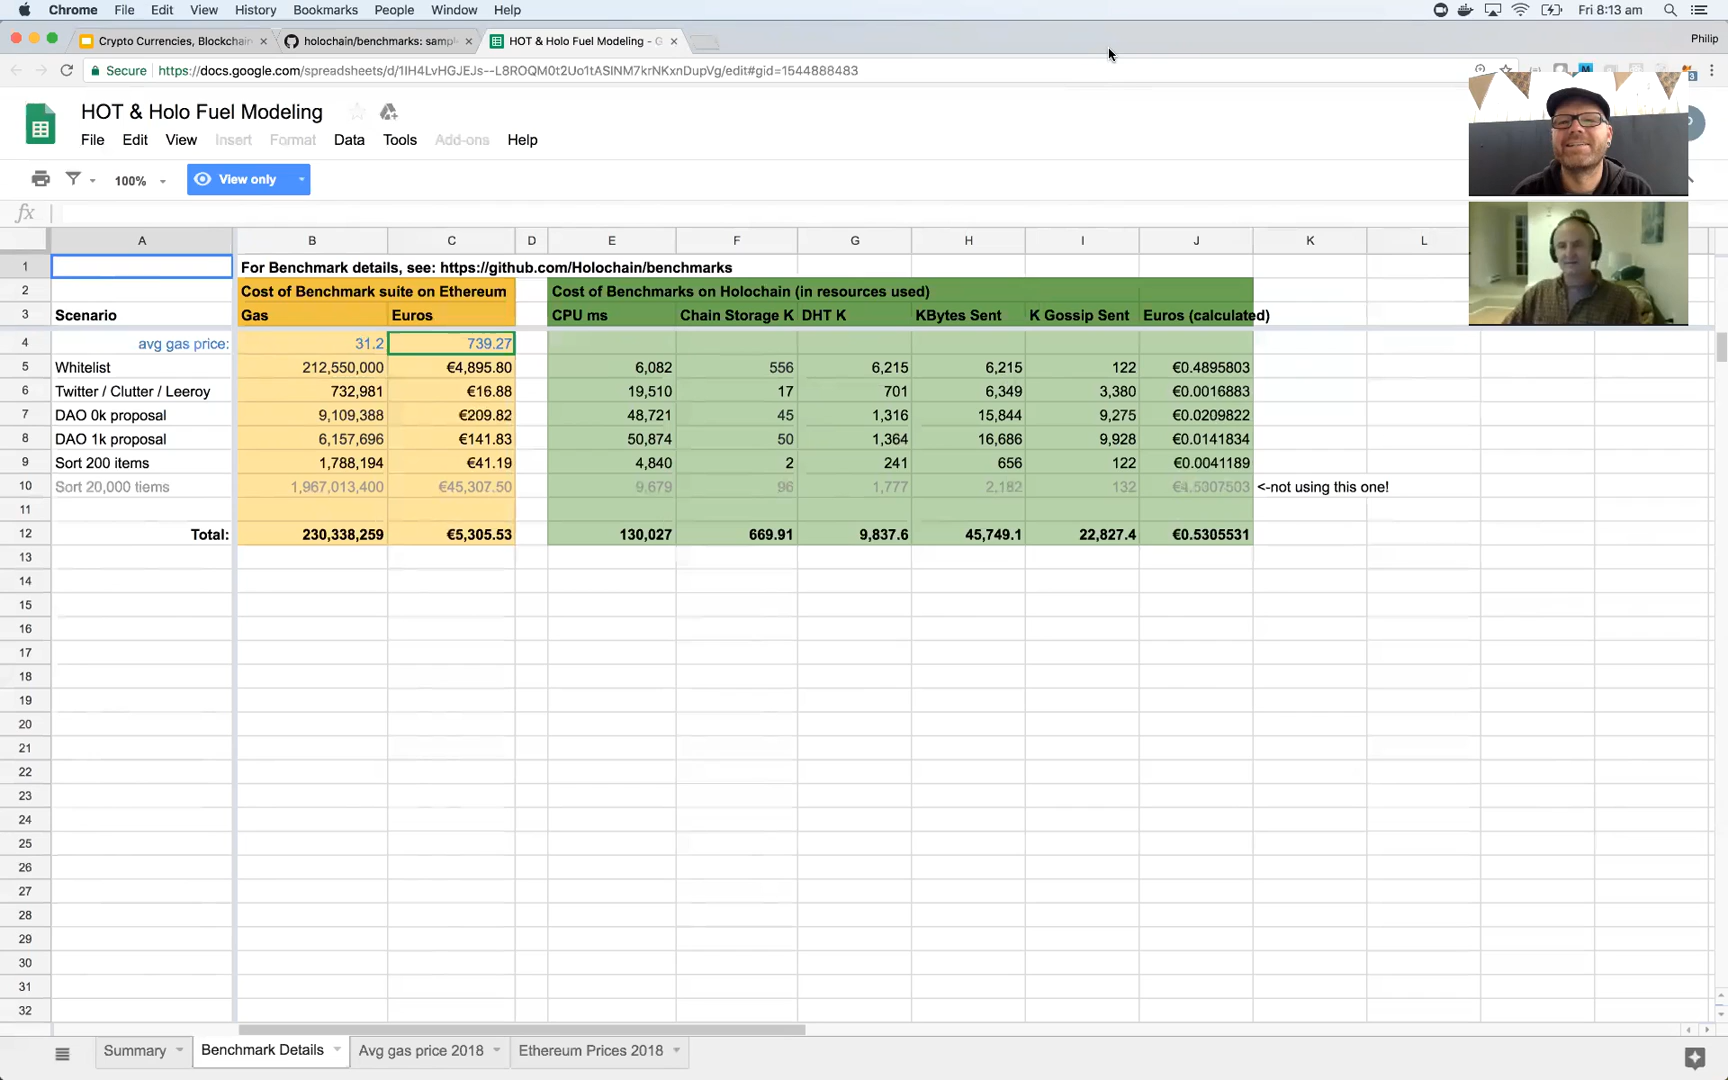 Chrome File Edit View History Bookmarks People Window Help Fri 8:13 am
Crypto Currencies, Blockchain holochain/benchmarks: samp HOT & Holo Fuel Modeling - G Philip
Secure https://docs.google.com/spreadsheets/d/1IH4LvHGJEJs--L8ROQM0t2Uo1tASINM7krNKxnDupVg/edit#gid=1544888483
HOT & Holo Fuel Modeling
File Edit View Insert Format Data Tools Add-ons Help
100% View only
fx
A B C D E F G H I J K L
1 For Benchmark details, see: https://github.com/Holochain/benchmarks
2 Cost of Benchmark suite on Ethereum Cost of Benchmarks on Holochain (in resources used)
3 Scenario Gas Euros CPU ms Chain Storage K DHT K KBytes Sent K Gossip Sent Euros (calculated)
4 avg gas price: 31.2 739.27
5 Whitelist 212,550,000 €4,895.80 6,082 556 6,215 6,215 122 €0.4895803
6 Twitter / Clutter / Leeroy 732,981 €16.88 19,510 17 701 6,349 3,380 €0.0016883
7 DAO 0k proposal 9,109,388 €209.82 48,721 45 1,316 15,844 9,275 €0.0209822
8 DAO 1k proposal 6,157,696 €141.83 50,874 50 1,364 16,686 9,928 €0.0141834
9 Sort 200 items 1,788,194 €41.19 4,840 2 241 656 122 €0.0041189
10 Sort 20,000 tiems 1,967,013,400 €45,307.50 9,679 96 1,777 2,182 132 €4.5307503 <-not using this one!
11
12 Total: 230,338,259 €5,305.53 130,027 669.91 9,837.6 45,749.1 22,827.4 €0.5305531
13
14
15
16
17
18
19
20
21
22
23
24
25
26
27
28
29
30
31
32
Summary Benchmark Details Avg gas price 2018 Ethereum Prices 2018